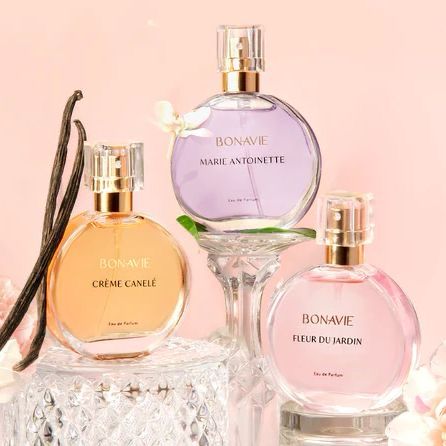 BONAVIE
MARIE ANTOINETTE
Eau de Parfum
BONAVIE
CRÈME CANELÉ
Eau de Parfum
BONAVIE
FLEUR DU JARDIN
Eau de Parfum